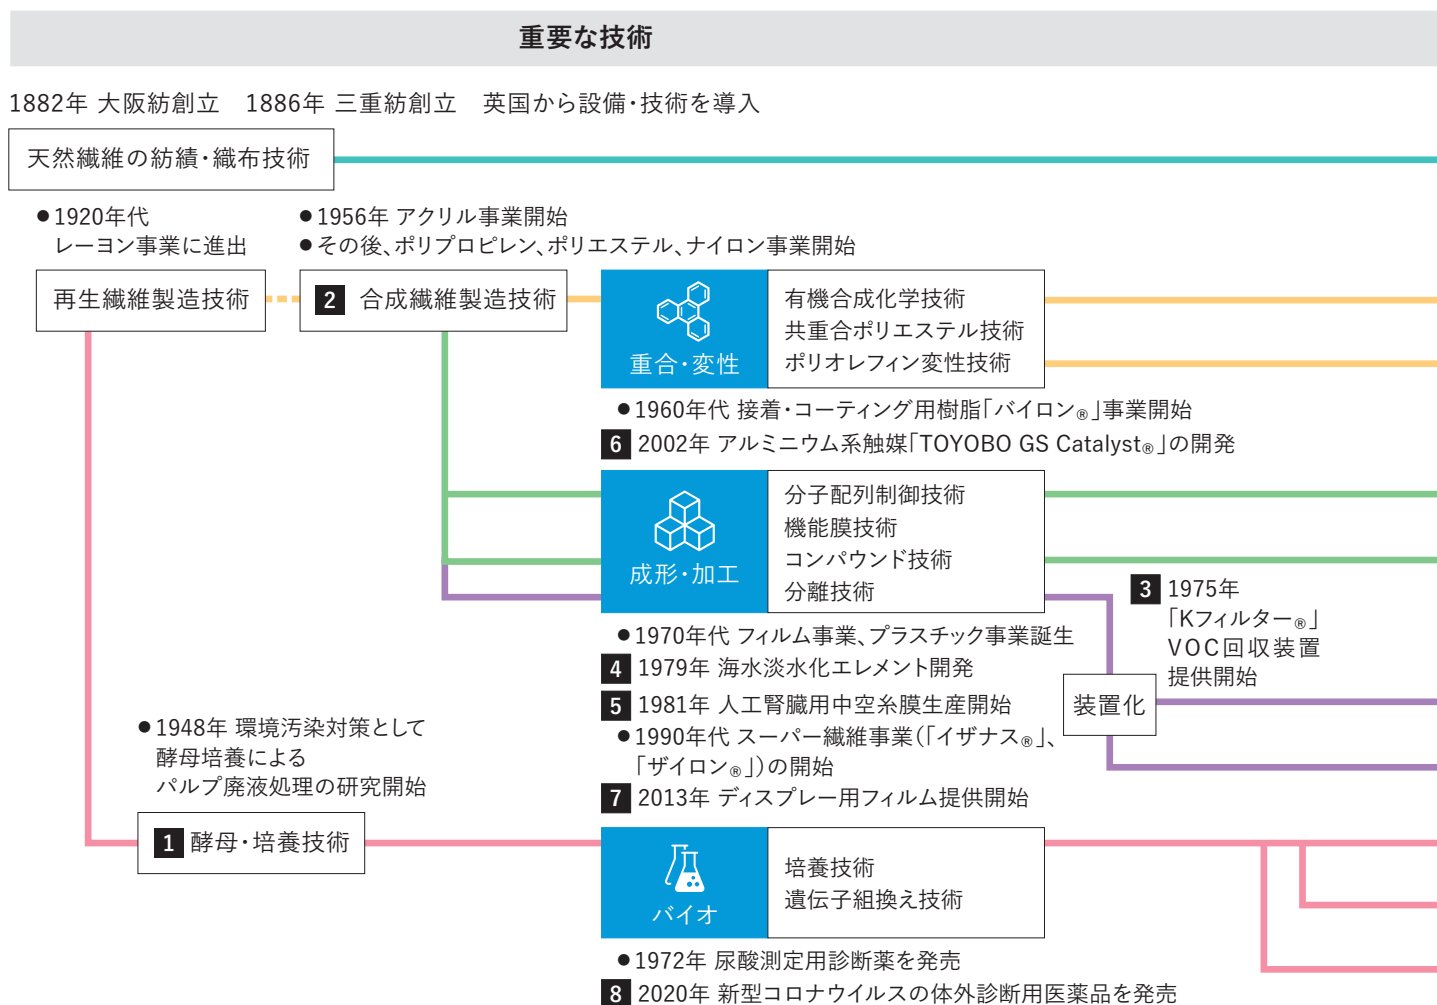 重要な技術
1882年 大阪紡創立　1886年 三重紡創立　英国から設備・技術を導入
天然繊維の紡績・織布技術
●1920年代
レーヨン事業に進出
●1956年 アクリル事業開始
●その後、ポリプロピレン、ポリエステル、ナイロン事業開始
再生繊維製造技術
2 合成繊維製造技術
重合・変性
有機合成化学技術
共重合ポリエステル技術
ポリオレフィン変性技術
●1960年代 接着・コーティング用樹脂「バイロン®」事業開始
6 2002年 アルミニウム系触媒「TOYOBO GS Catalyst®」の開発
成形・加工
分子配列制御技術
機能膜技術
コンパウンド技術
分離技術
3 1975年
「Kフィルター®」
VOC回収装置
提供開始
装置化
●1970年代 フィルム事業、プラスチック事業誕生
4 1979年 海水淡水化エレメント開発
5 1981年 人工腎臓用中空糸膜生産開始
●1990年代 スーパー繊維事業(「イザナス®」、
「ザイロン®」)の開始
7 2013年 ディスプレー用フィルム提供開始
●1948年 環境汚染対策として
酵母培養による
パルプ廃液処理の研究開始
1 酵母・培養技術
バイオ
培養技術
遺伝子組換え技術
●1972年 尿酸測定用診断薬を発売
8 2020年 新型コロナウイルスの体外診断用医薬品を発売